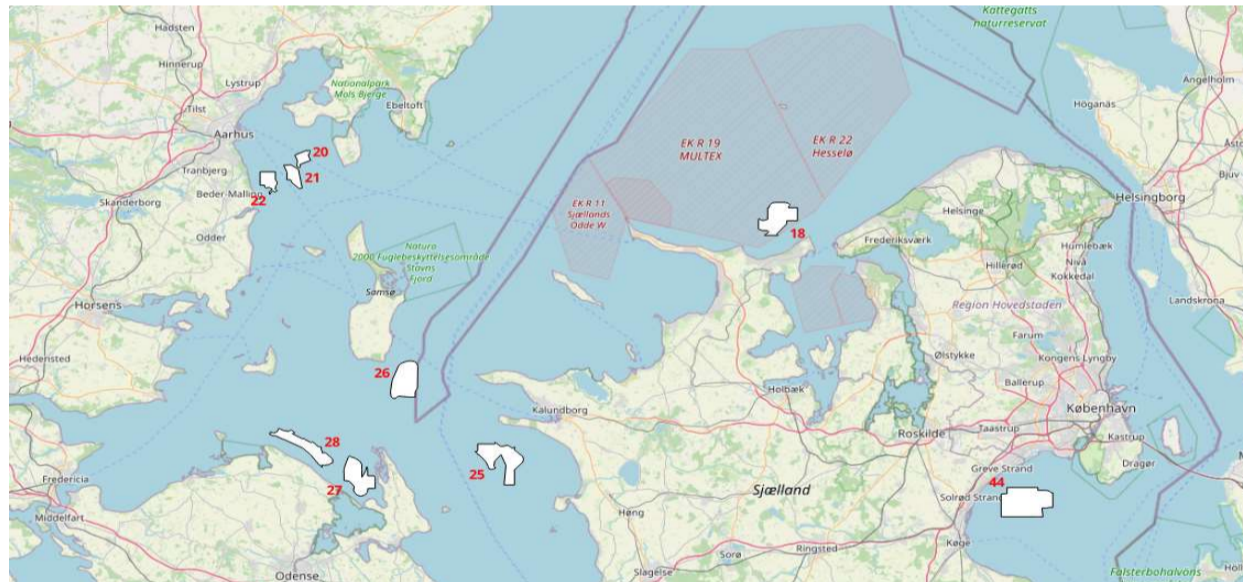 Hadsten
Kattegatts
naturreservat
Hinnerup
Lystrup
Nationalpark
Mols Bjerge
Ebeltoft
Tilst
Ängelholm
Höganäs
Aarhus
EK R 19
MULTEX
EK R 22
Hesselø
20
Tranbjerg
21
Bjuv
Skanderborg
Beder-Malling
22
EK R 11
Sjællands
Odde W
Helsingborg
Helsinge
Odder
18
Frederiksværk
Humlebæk
Natura
2000 Fuglebeskyttelsesområde
Stavns
Fjord
Nivå
Hillerød
Kokkedal
Samsø
Horsens
Region Hovedstaden
Landskrona
Farum
Hedensted
Ølstykke
Kongens Lyngby
26
Ballerup
Holbæk
Kalundborg
København
Taastrup
28
Roskilde
Kastrup
Greve Strand
Dragør
25
44
Fredericia
27
Sjælland
Solrød Strand
Middelfart
Høng
Køge
Sorø
Ringsted
Odense
Slagelse
Falsterbohalvöns